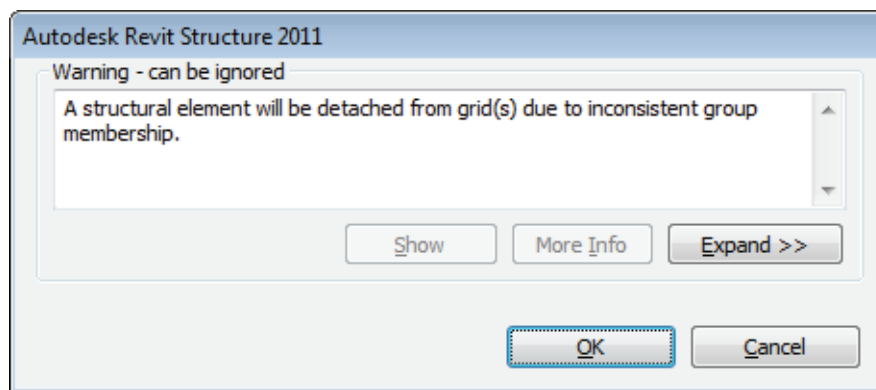 Autodesk Revit Structure 2011
Warning - can be ignored
A structural element will be detached from grid(s) due to inconsistent group
membership.
Show More Info Expand >>
OK Cancel